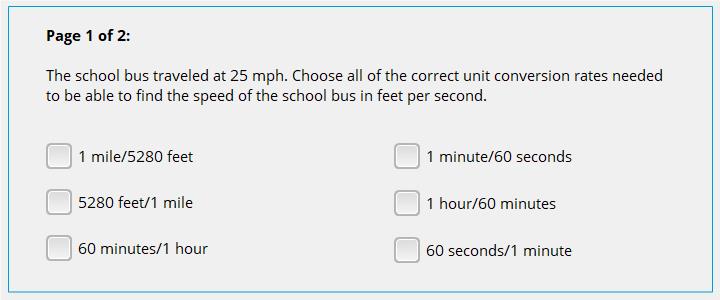 Page 1 of 2:
The school bus traveled at 25 mph. Choose all of the correct unit conversion rates needed
to be able to find the speed of the school bus in feet per second.
1 mile/5280 feet
1 minute/60 seconds
5280 feet/1 mile
1 hour/60 minutes
60 minutes/1 hour
60 seconds/1 minute